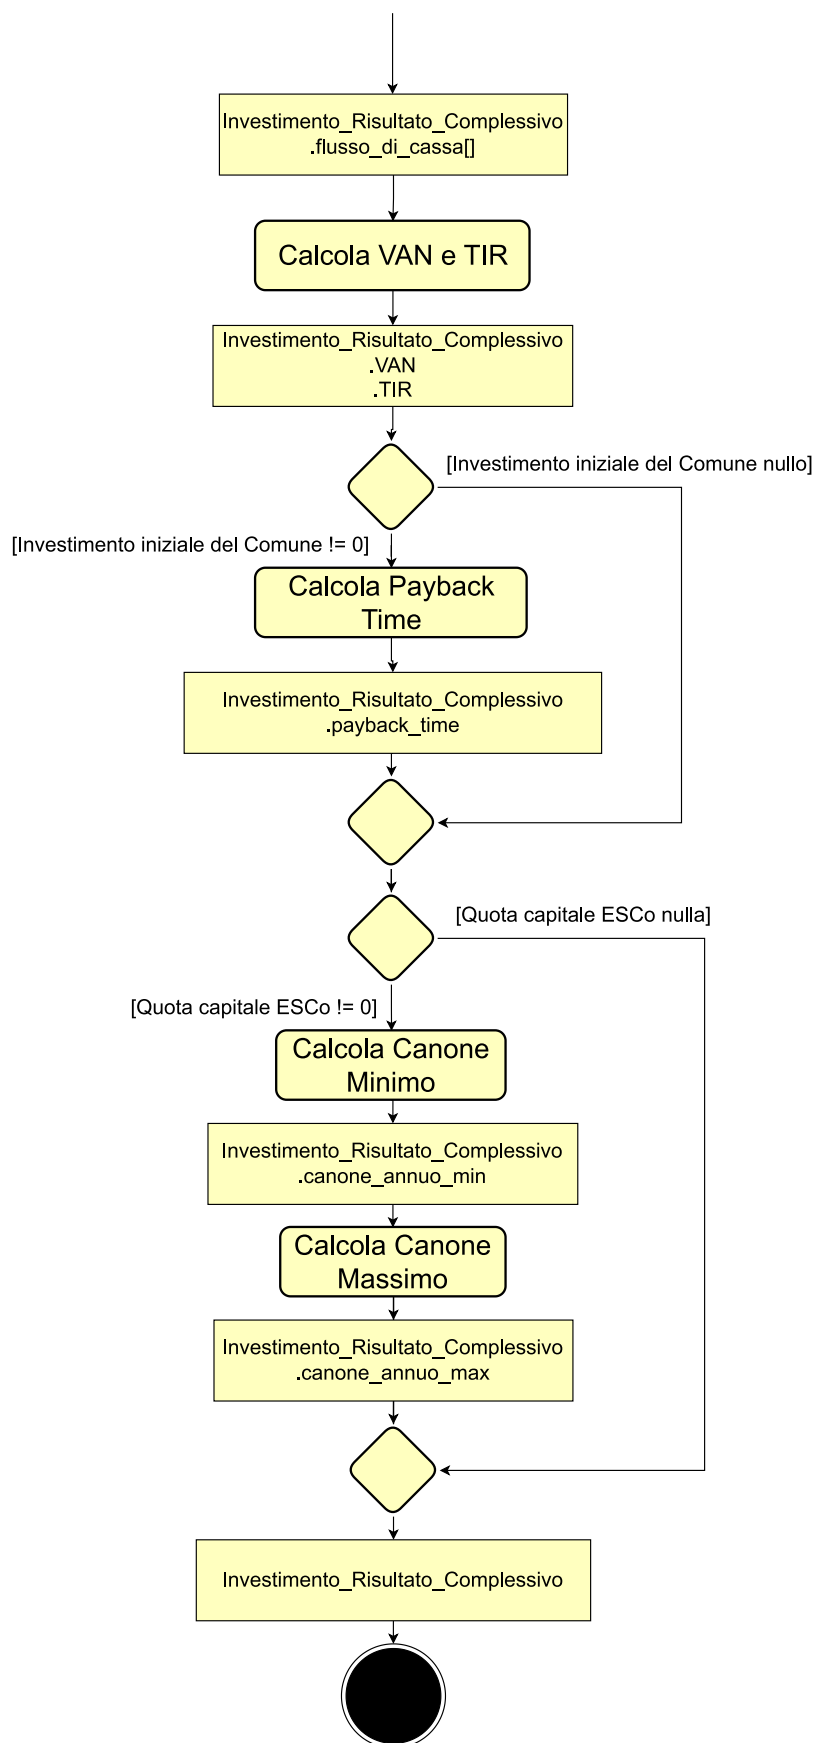 Investimento_Risultato_Complessivo
.flusso_di_cassa[]
Calcola VAN e TIR
Investimento_Risultato_Complessivo
.VAN
.TIR
[Investimento iniziale del Comune nullo]
[Investimento iniziale del Comune != 0]
Calcola Payback
Time
Investimento_Risultato_Complessivo
.payback_time
[Quota capitale ESCo nulla]
[Quota capitale ESCo != 0]
Calcola Canone
Minimo
Investimento_Risultato_Complessivo
.canone_annuo_min
Calcola Canone
Massimo
Investimento_Risultato_Complessivo
.canone_annuo_max
Investimento_Risultato_Complessivo